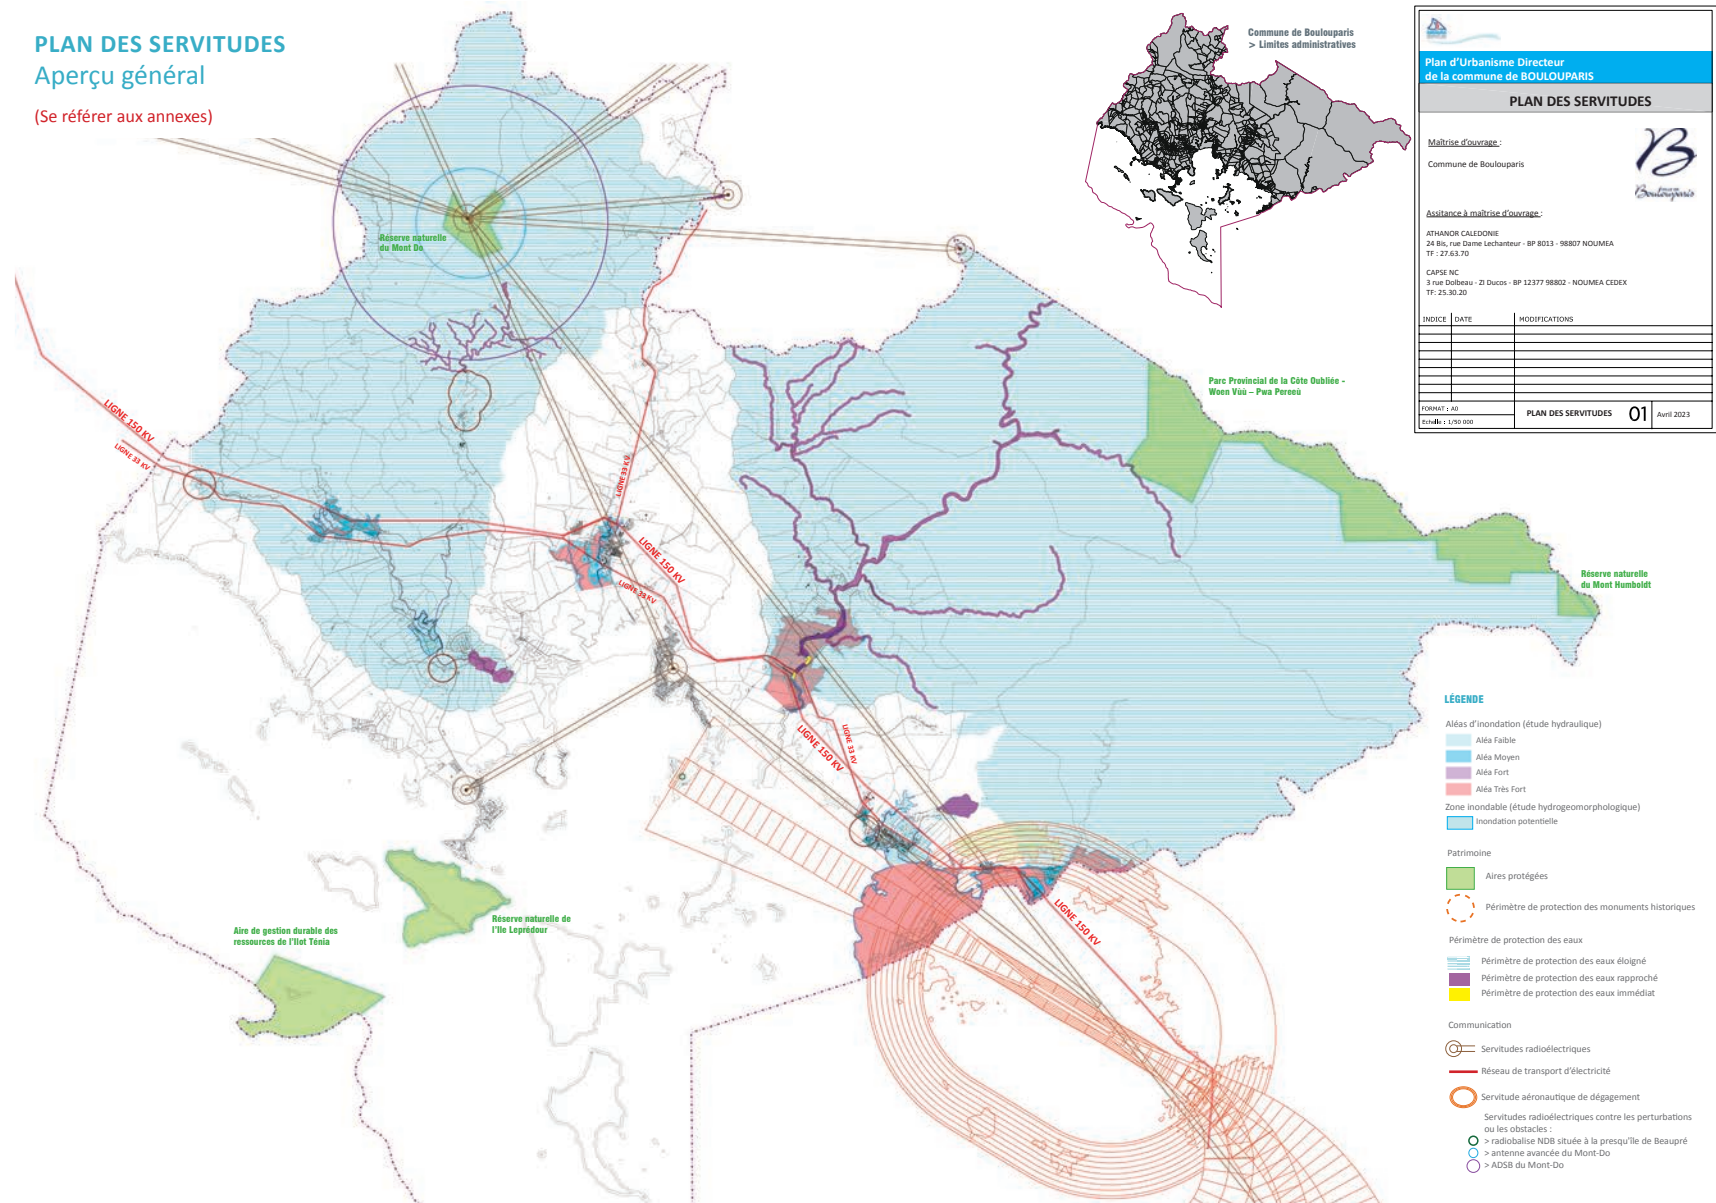 PLAN DES SERVITUDES
Aperçu général
(Se référer aux annexes)
Commune de Boulouparis
> Limites administratives
Plan d'Urbanisme Directeur
de la commune de BOULOUPARIS
PLAN DES SERVITUDES
Maîtrise d'ouvrage :
Commune de Boulouparis
B
Boulouparis
Assitance à maîtrise d'ouvrage :
ATHANOR CALEDONIE
24 Bis, rue Dame Lechanteur - BP 8013 - 98807 NOUMEA
TF : 27.63.70
CAPSE NC
3 rue Dolbeau - ZI Ducos - BP 12377 98802 - NOUMEA CEDEX
TF: 25.30.20
INDICE DATE MODIFICATIONS
FORMAT : A0
Echelle : 1/50 000
PLAN DES SERVITUDES 01 Avril 2023
Réserve naturelle
du Mont Do
Parc Provincial de la Côte Oubliée -
Woen Vùù – Pwa Pereeù
Réserve naturelle
du Mont Humboldt
LIGNE 150 KV
LIGNE 33 KV
LIGNE 33 KV
LIGNE 150 KV
LIGNE 33 KV
LIGNE 150 KV
LIGNE 33 KV
LIGNE 150 KV
Réserve naturelle de
l'Ile Leprédour
Aire de gestion durable des
ressources de l'Ilot Ténia
LÉGENDE
Aléas d'inondation (étude hydraulique)
Aléa Faible
Aléa Moyen
Aléa Fort
Aléa Très Fort
Zone inondable (étude hydrogeomorphologique)
Inondation potentielle
Patrimoine
Aires protégées
Périmètre de protection des monuments historiques
Périmètre de protection des eaux
Périmètre de protection des eaux éloigné
Périmètre de protection des eaux rapproché
Périmètre de protection des eaux immédiat
Communication
Servitudes radioélectriques
Réseau de transport d'électricité
Servitude aéronautique de dégagement
Servitudes radioélectriques contre les perturbations
ou les obstacles :
> radiobalise NDB située à la presqu'île de Beaupré
> antenne avancée du Mont-Do
> ADSB du Mont-Do